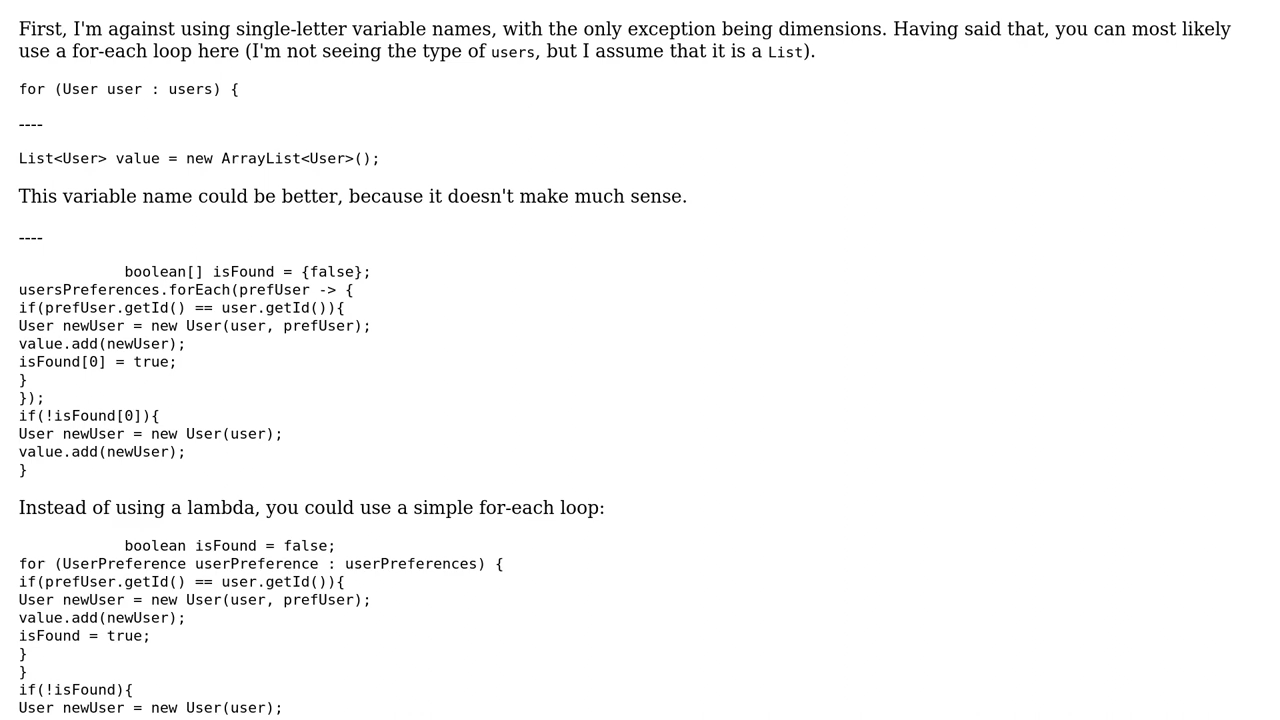 First, I'm against using single-letter variable names, with the only exception being dimensions. Having said that, you can most likely
use a for-each loop here (I'm not seeing the type of users, but I assume that it is a List).
for (User user : users) {
----
List<User> value = new ArrayList<User>();
This variable name could be better, because it doesn't make much sense.
----
boolean[] isFound = {false};
usersPreferences.forEach(prefUser -> {
if(prefUser.getId() == user.getId()){
User newUser = new User(user, prefUser);
value.add(newUser);
isFound[0] = true;
}
});
if(!isFound[0]){
User newUser = new User(user);
value.add(newUser);
}
Instead of using a lambda, you could use a simple for-each loop:
boolean isFound = false;
for (UserPreference userPreference : userPreferences) {
if(prefUser.getId() == user.getId()){
User newUser = new User(user, prefUser);
value.add(newUser);
isFound = true;
}
}
if(!isFound){
User newUser = new User(user);